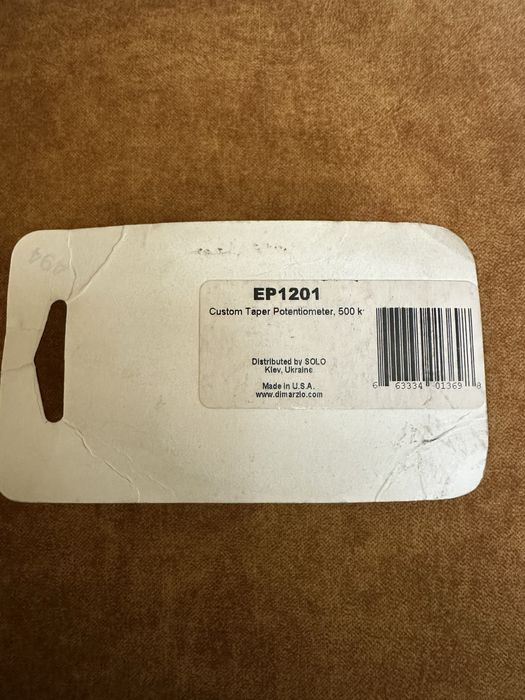 494
EP1201
Custom Taper Potentiometer, 500 k
Distributed by SOLO
Kiev, Ukraine
Made in U.S.A.
www.dimarzio.com
6 63334 01369 8